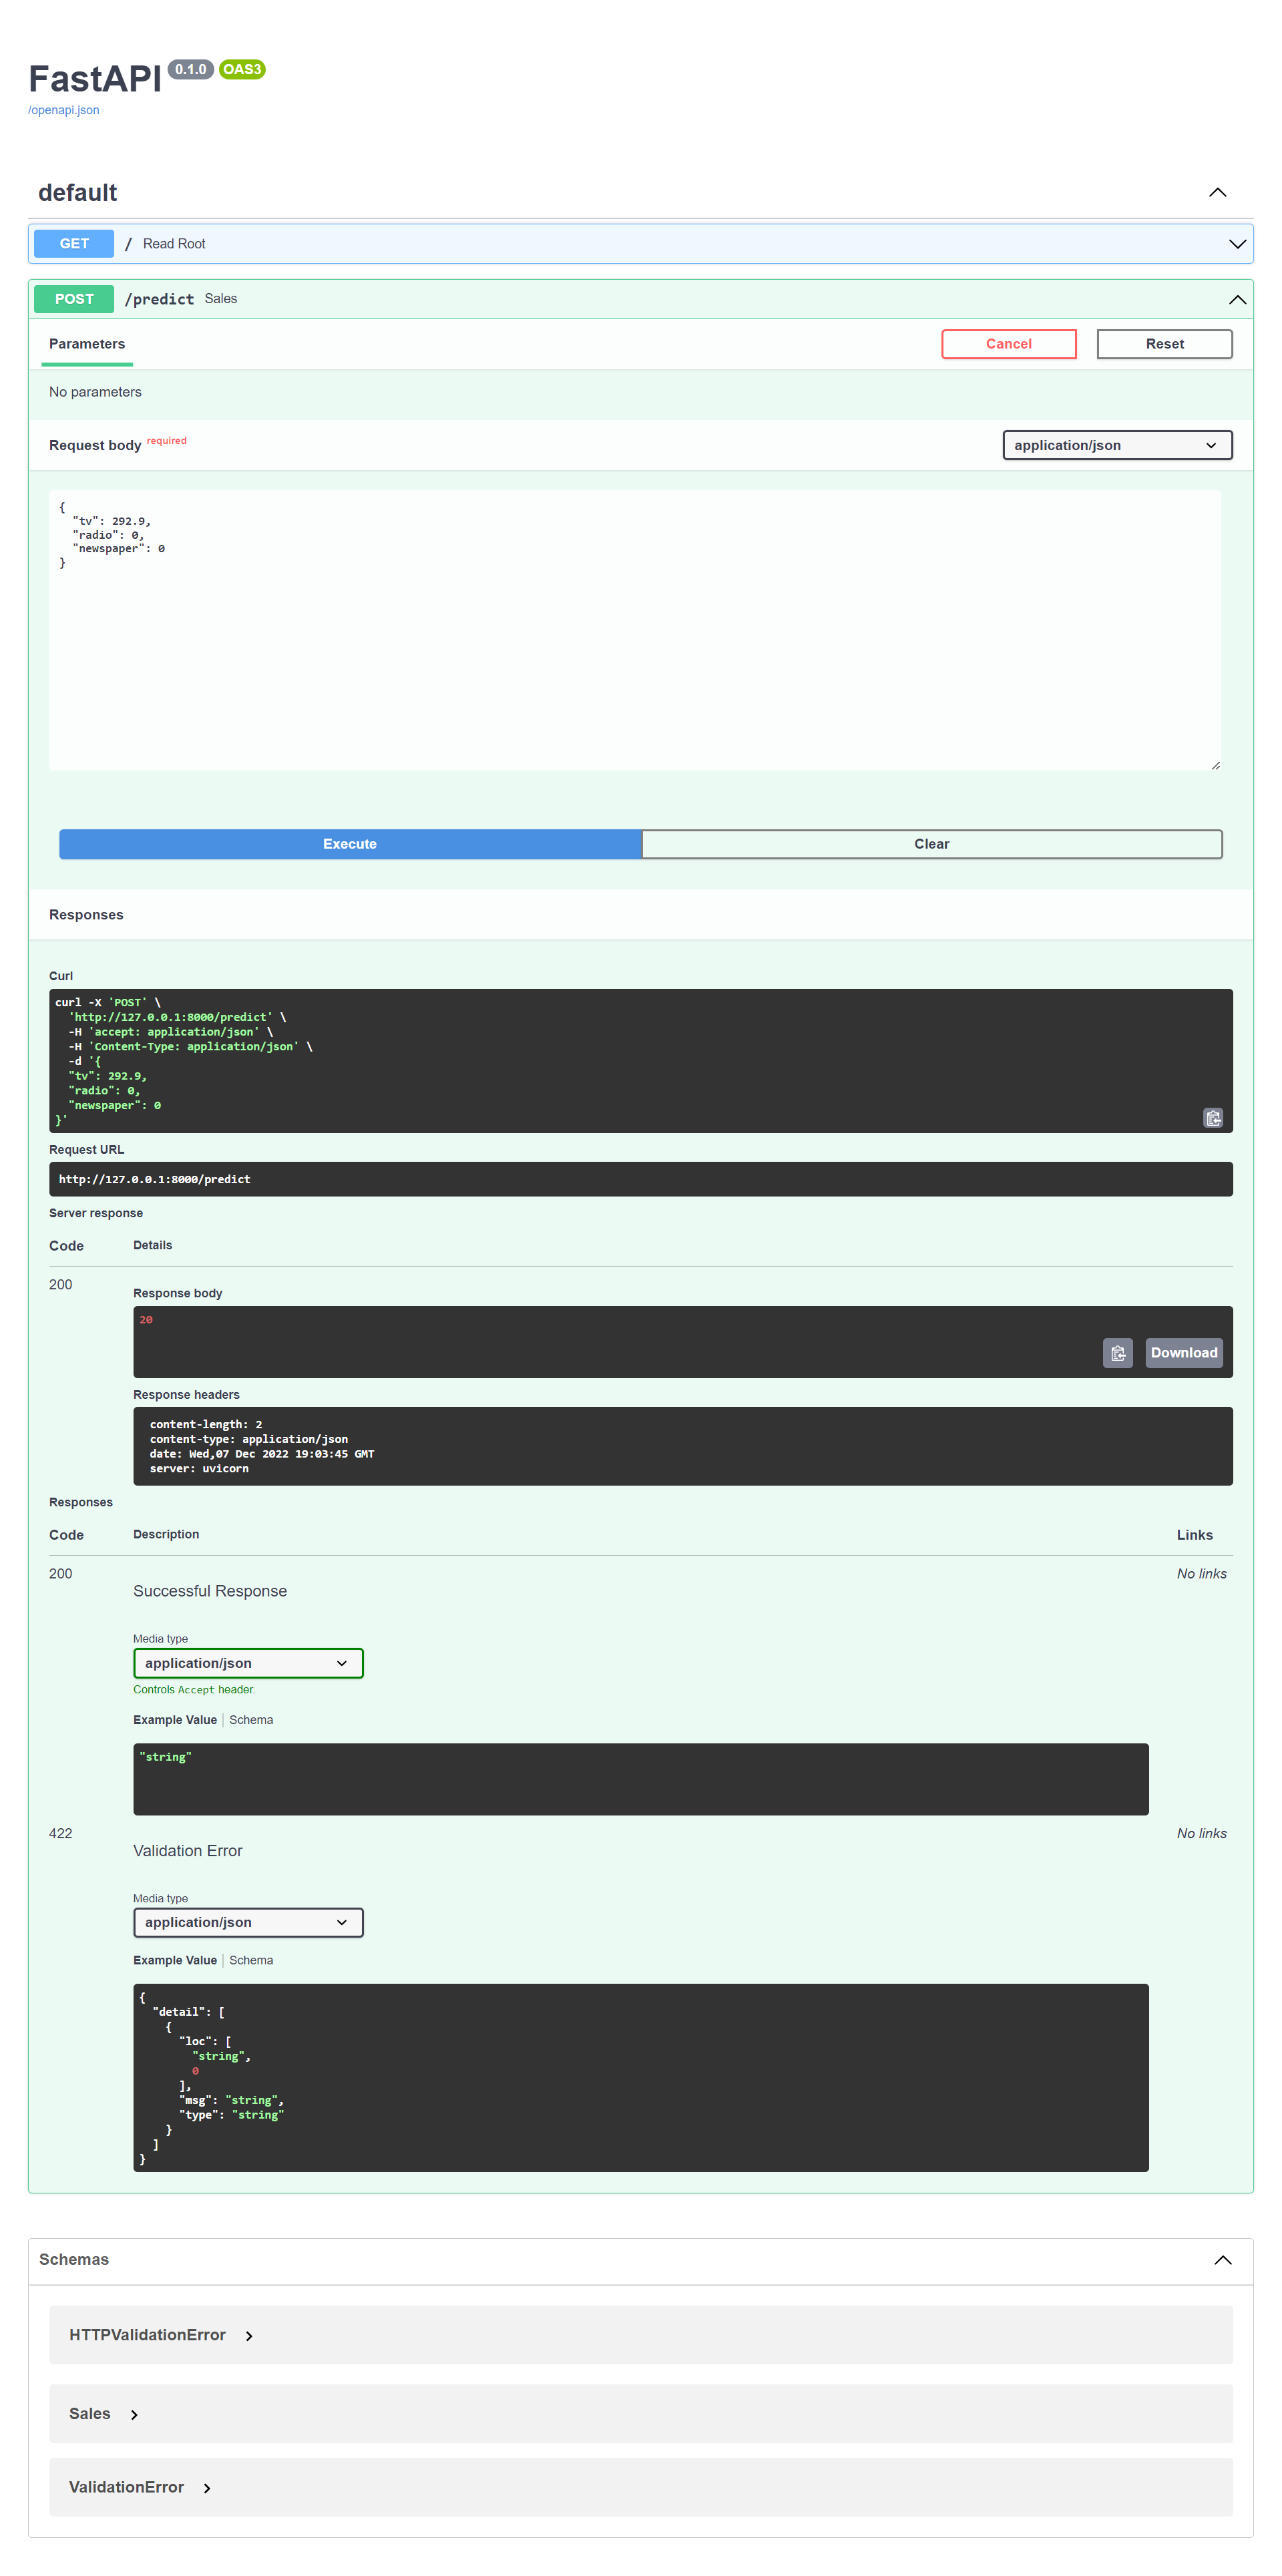 FastAPI 0.1.0 OAS3
/openapi.json
default
GET / Read Root
POST /predict Sales
Parameters Cancel Reset
No parameters
Request body required application/json
{
  "tv": 292.9,
  "radio": 0,
  "newspaper": 0
}
Execute Clear
Responses
Curl
curl -X 'POST' \
  'http://127.0.0.1:8000/predict' \
  -H 'accept: application/json' \
  -H 'Content-Type: application/json' \
  -d '{
  "tv": 292.9,
  "radio": 0,
  "newspaper": 0
}'
Request URL
http://127.0.0.1:8000/predict
Server response
Code Details
200
Response body
20
Download
Response headers
content-length: 2
content-type: application/json
date: Wed,07 Dec 2022 19:03:45 GMT
server: uvicorn
Responses
Code Description Links
200 No links
Successful Response
Media type
application/json
Controls Accept header.
Example Value Schema
"string"
422 No links
Validation Error
Media type
application/json
Example Value Schema
{
  "detail": [
    {
      "loc": [
        "string",
        0
      ],
      "msg": "string",
      "type": "string"
    }
  ]
}
Schemas
HTTPValidationError
Sales
ValidationError